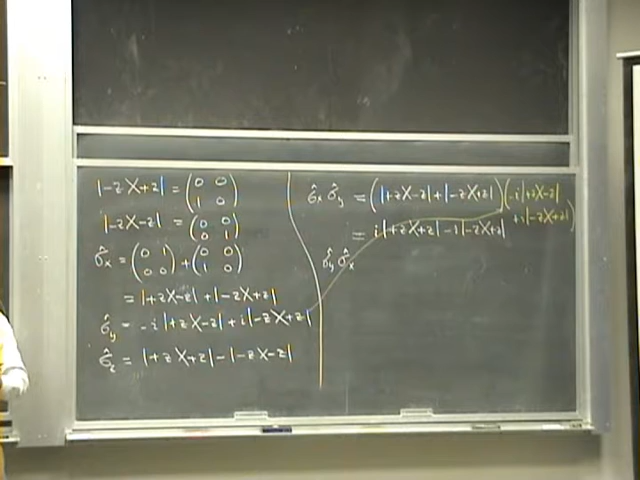 |-z X+z| = (0 0 / 1 0)
|-z X-z| = (0 0 / 0 1)
σ̂x = (0 1 / 0 0) + (0 0 / 1 0)
= |+z X-z| + |-z X+z|
σ̂y = -i |+z X-z| + i |-z X+z|
σ̂z = |+z X+z| - |-z X-z|
σ̂x σ̂y = (|+z X-z| + |-z X+z|)(-i |+z X-z|
+i |-z X+z|)
= i |+z X+z| - i |-z X+z|
σ̂y σ̂x